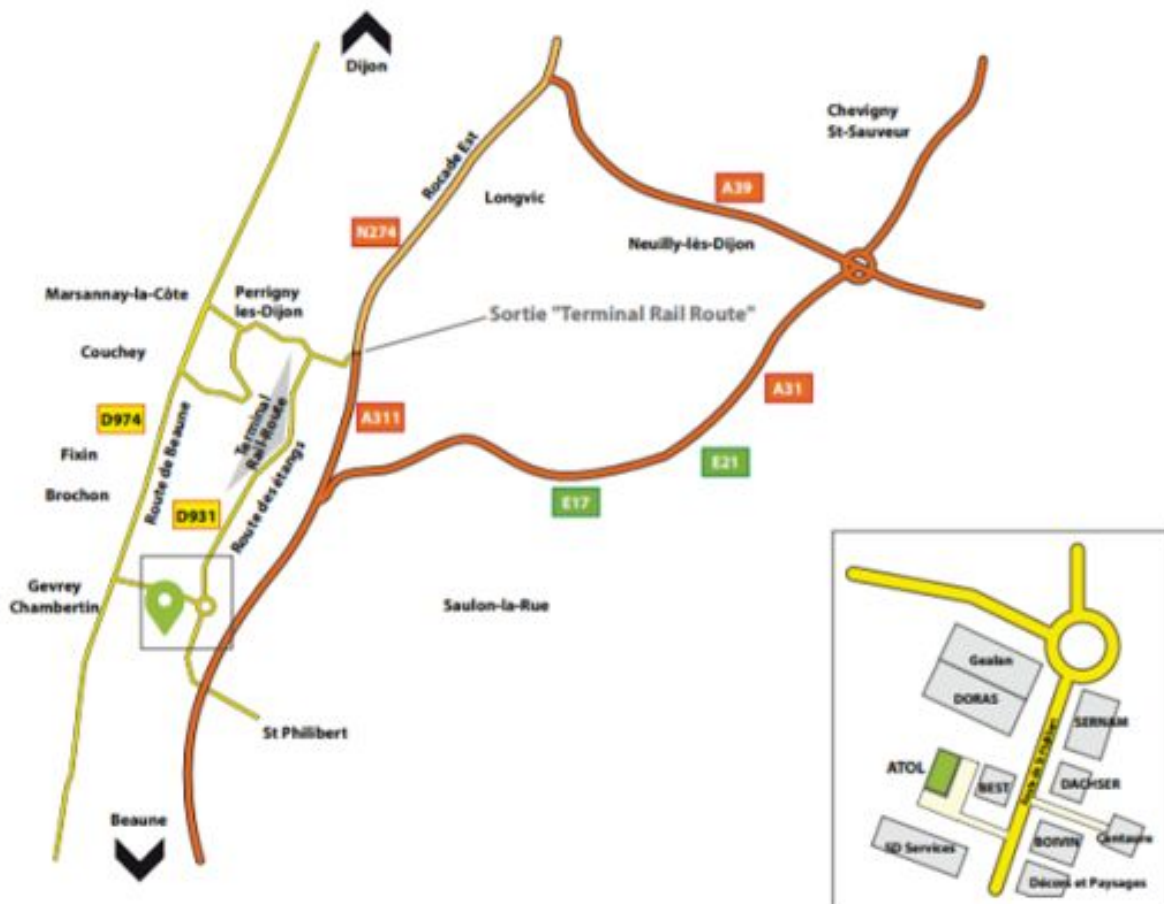 Dijon
Chevigny
St-Sauveur
Rocade Est
A39
Longvic
N274
Neuilly-lès-Dijon
Marsannay-la-Côte
Perrigny
les-Dijon
Sortie "Terminal Rail Route"
Couchey
A31
D974
Terminal
Rail-Route
A311
Route de Beaune
Fixin
E21
Brochon
E17
D931
Route des étangs
Gevrey
Chambertin
Saulon-la-Rue
St Philibert
Beaune
Gealan
DORAS
SERNAM
ATOL
BEST
DACHSER
SD Services
BOIVIN
Centaure
Décors et Paysages